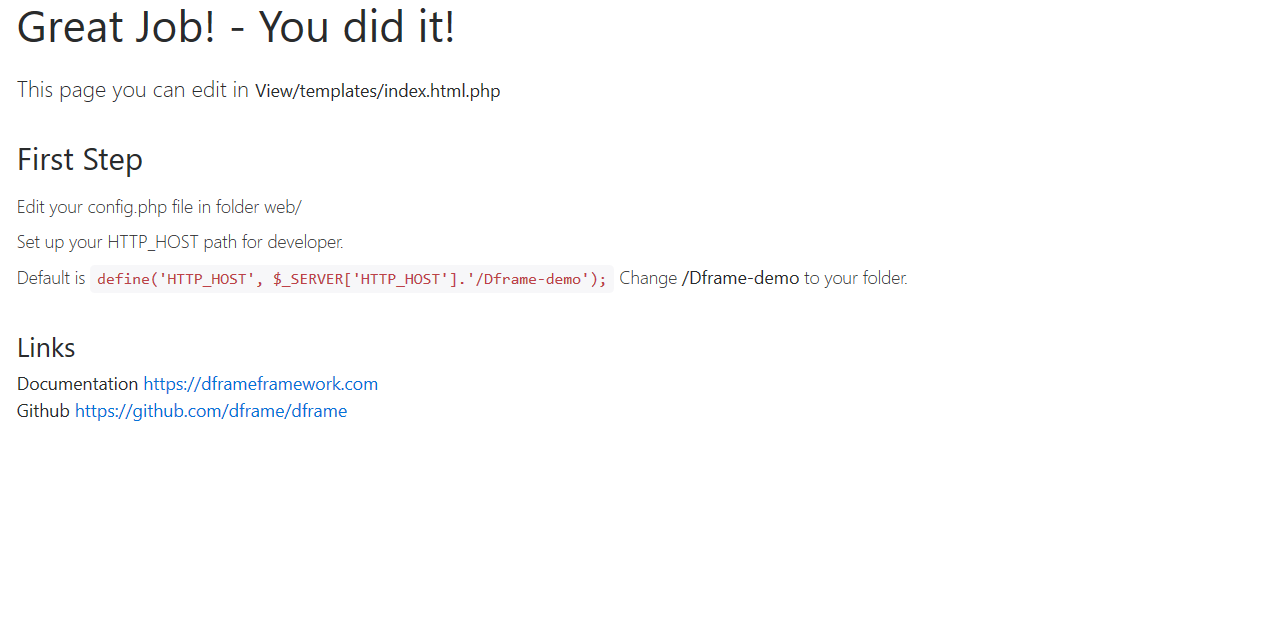 Great Job! - You did it!
This page you can edit in View/templates/index.html.php
First Step
Edit your config.php file in folder web/
Set up your HTTP_HOST path for developer.
Default is define('HTTP_HOST', $_SERVER['HTTP_HOST'].'/Dframe-demo'); Change /Dframe-demo to your folder.
Links
Documentation https://dframeframework.com
Github https://github.com/dframe/dframe